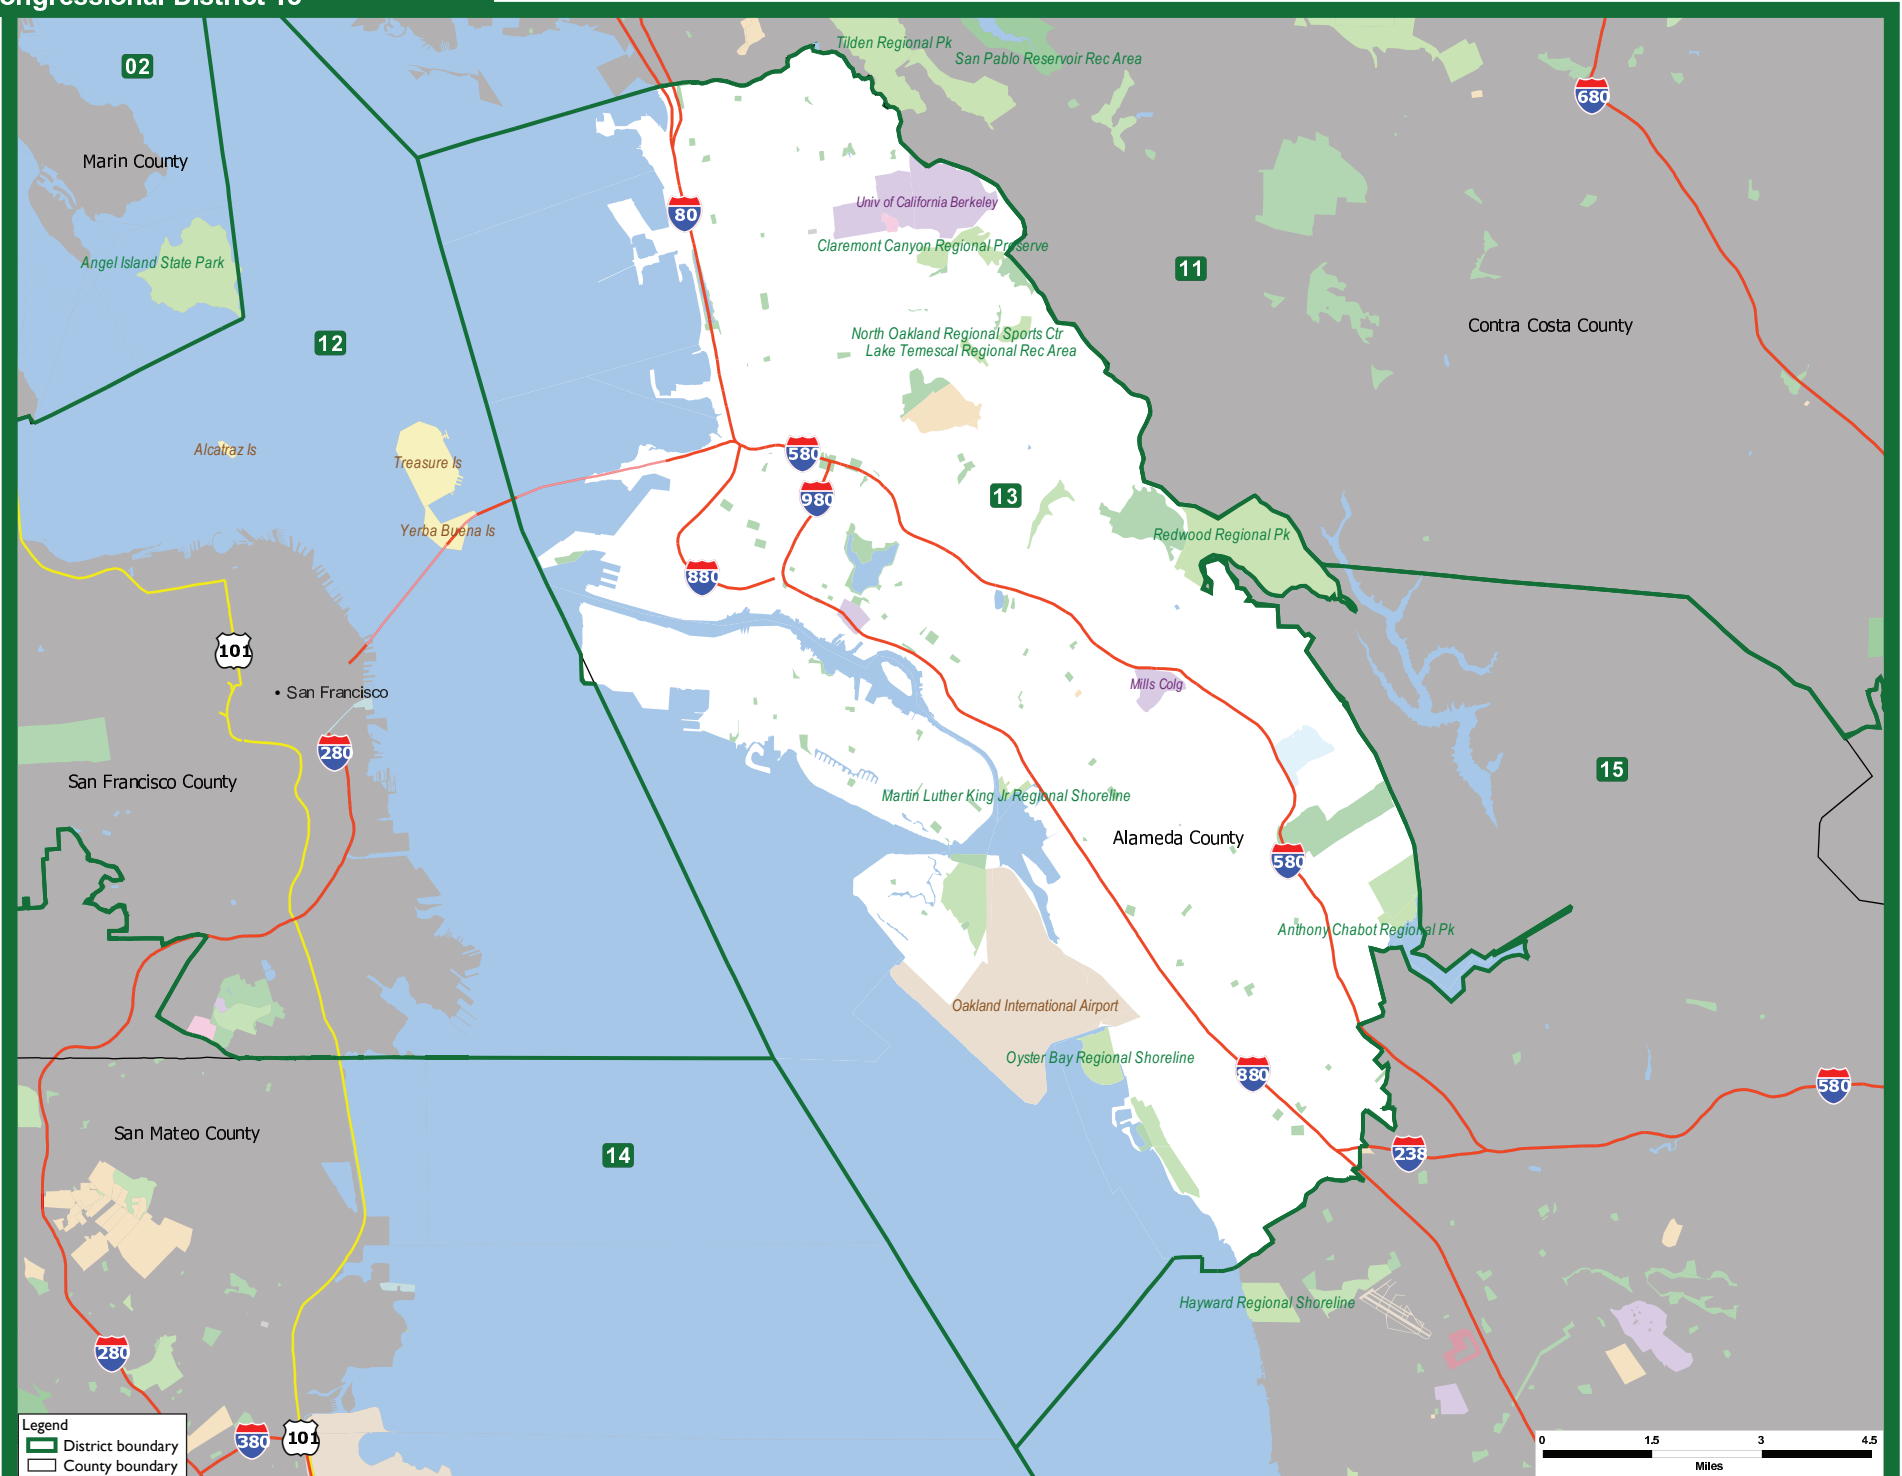 ongressional District 13
02
Tilden Regional Pk
San Pablo Reservoir Rec Area
680
Marin County
80
Univ of California Berkeley
Claremont Canyon Regional Preserve
Angel Island State Park
11
12
Contra Costa County
North Oakland Regional Sports Ctr
Lake Temescal Regional Rec Area
Alcatraz Is
Treasure Is
580
980
13
Yerba Buena Is
Redwood Regional Pk
880
101
San Francisco
Mills Colg
280
San Francisco County
15
Martin Luther King Jr Regional Shoreline
Alameda County
580
Anthony Chabot Regional Pk
Oakland International Airport
Oyster Bay Regional Shoreline
880
580
San Mateo County
14
238
Hayward Regional Shoreline
280
380
101
Legend
District boundary
County boundary
0 1.5 3 4.5
Miles